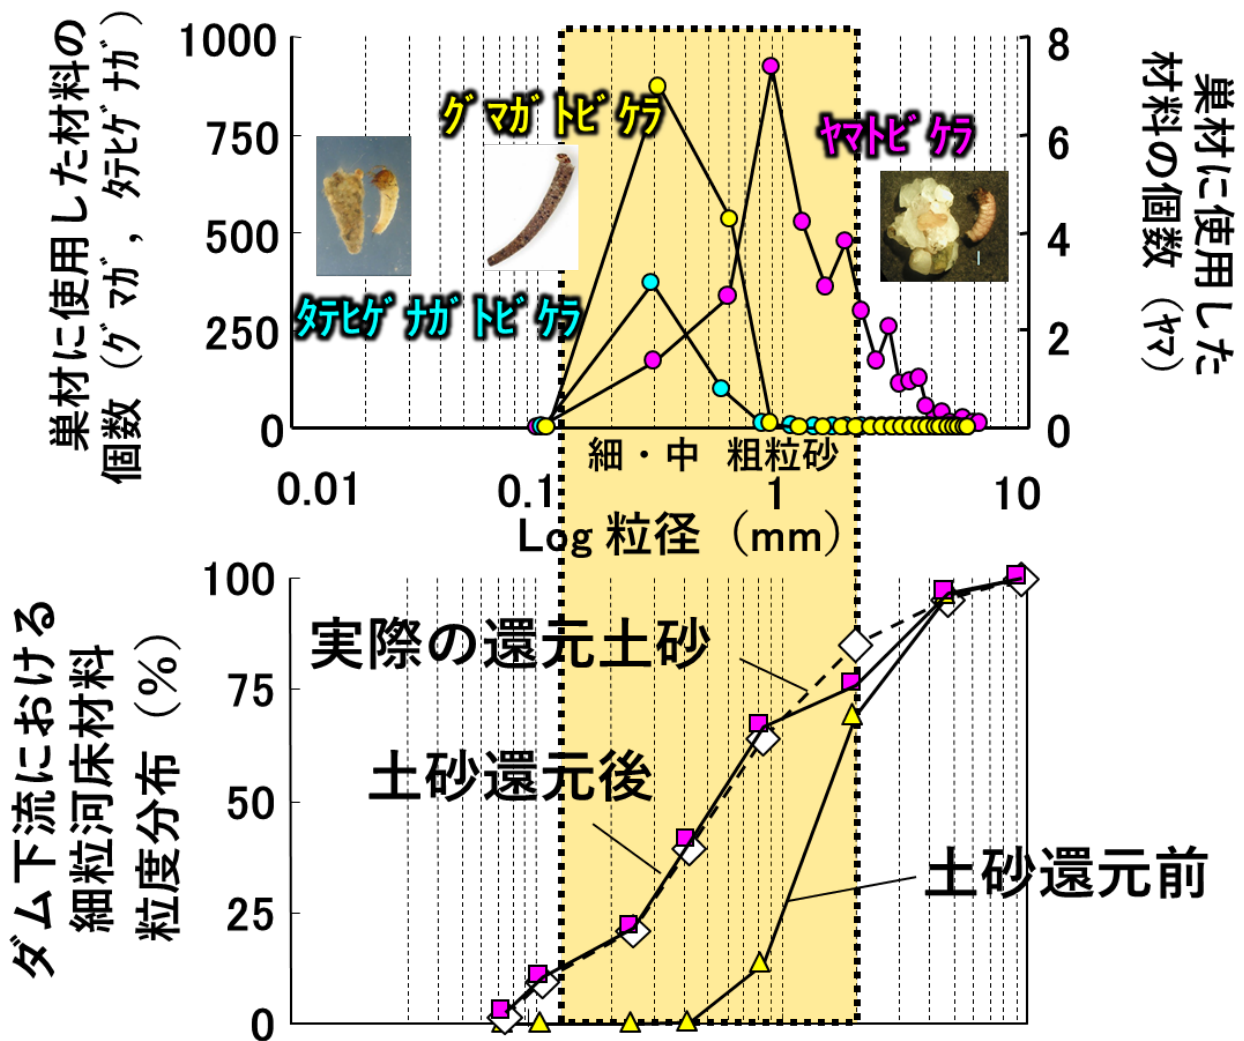 巣材に使用した材料の
個数（ｸﾞﾏｶﾞ，ﾀﾃﾋｹﾞﾅｶﾞ）
1000
750
500
250
0
ｸﾞﾏｶﾞﾄﾋﾞｹﾗ
ﾔﾏﾄﾋﾞｹﾗ
ﾀﾃﾋｹﾞﾅｶﾞﾄﾋﾞｹﾗ
8
6
4
2
0
巣材に使用した
材料の個数（ﾔﾏ）
細・中 粗粒砂
0.01 0.1 1 10
Log 粒径（mm）
ダム下流における
細粒河床材料
粒度分布（%）
100
75
50
25
0
実際の還元土砂
土砂還元後
土砂還元前